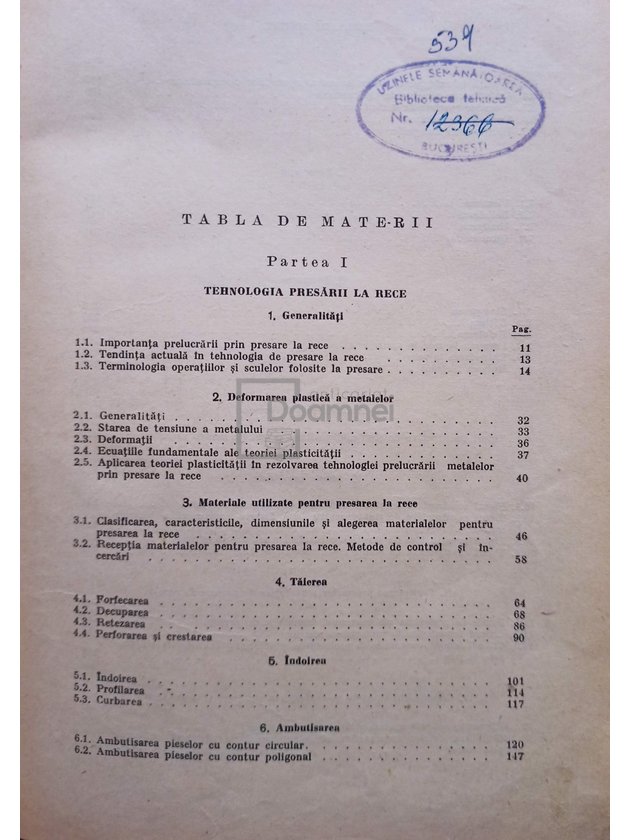 539
UZINELE SEMĂNĂTOAREA
Biblioteca tehnică
Nr. 12366
BUCUREȘTI
TABLA DE MATERII
Partea I
TEHNOLOGIA PRESĂRII LA RECE
1. Generalități
Pag.
1.1. Importanța prelucrării prin presare la rece . . . . . . . . . . . 11
1.2. Tendința actuală în tehnologia de presare la rece . . . . . . . . . 13
1.3. Terminologia operațiilor și sculelor folosite la presare . . . . . . . . 14
2. Deformarea plastică a metalelor
2.1. Generalități . . . . . . . . . . . . . . . . . . . . 32
2.2. Starea de tensiune a metalului . . . . . . . . . . . . . . 33
2.3. Deformații . . . . . . . . . . . . . . . . . . . . 36
2.4. Ecuațiile fundamentale ale teoriei plasticității . . . . . . . . . . 37
2.5. Aplicarea teoriei plasticității în rezolvarea tehnologiei prelucrării metalelor
prin presare la rece . . . . . . . . . . . . . . . . . 40
Doamnei
3. Materiale utilizate pentru presarea la rece
3.1. Clasificarea, caracteristicile, dimensiunile și alegerea materialelor pentru
presarea la rece . . . . . . . . . . . . . . . . . . 46
3.2. Recepția materialelor pentru presarea la rece. Metode de control și în-
cercări . . . . . . . . . . . . . . . . . . . . . 58
4. Tăierea
4.1. Forfecarea . . . . . . . . . . . . . . . . . . . . 64
4.2. Decuparea . . . . . . . . . . . . . . . . . . . . 68
4.3. Retezarea . . . . . . . . . . . . . . . . . . . . 86
4.4. Perforarea și crestarea . . . . . . . . . . . . . . . . 90
5. Îndoirea
5.1. Îndoirea . . . . . . . . . . . . . . . . . . . . . 101
5.2. Profilarea . . . . . . . . . . . . . . . . . . . . 114
5.3. Curbarea . . . . . . . . . . . . . . . . . . . . 117
6. Ambutisarea
6.1. Ambutisarea pieselor cu contur circular. . . . . . . . . . . . 120
6.2. Ambutisarea pieselor cu contur poligonal . . . . . . . . . . . 147